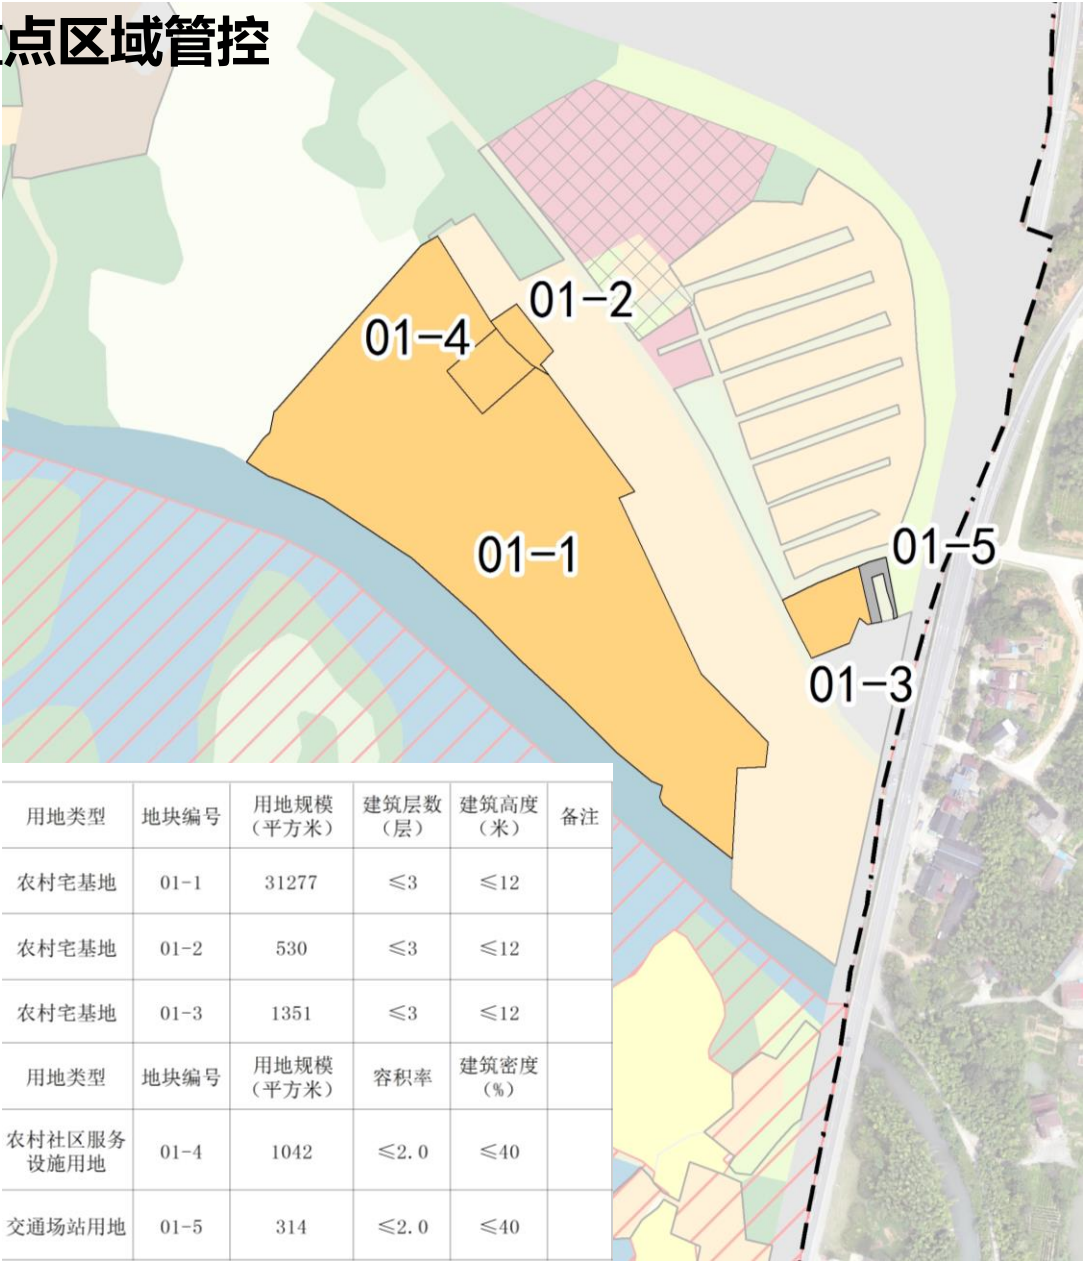 点区域管控
01-2
01-4
01-1
01-5
01-3
用地类型 地块编号 用地规模（平方米） 建筑层数（层） 建筑高度（米） 备注
农村宅基地 01-1 31277 ≤3 ≤12
农村宅基地 01-2 530 ≤3 ≤12
农村宅基地 01-3 1351 ≤3 ≤12
用地类型 地块编号 用地规模（平方米） 容积率 建筑密度（%）
农村社区服务设施用地 01-4 1042 ≤2.0 ≤40
交通场站用地 01-5 314 ≤2.0 ≤40